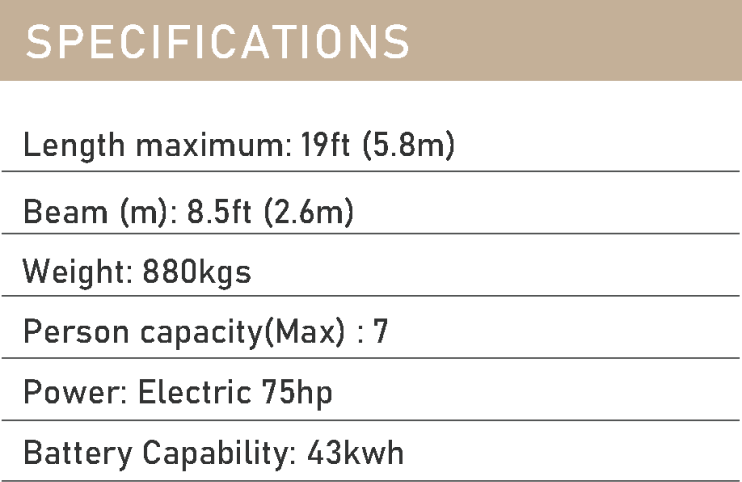 SPECIFICATIONS
Length maximum: 19ft (5.8m)
Beam (m): 8.5ft (2.6m)
Weight: 880kgs
Person capacity(Max) : 7
Power: Electric 75hp
Battery Capability: 43kwh